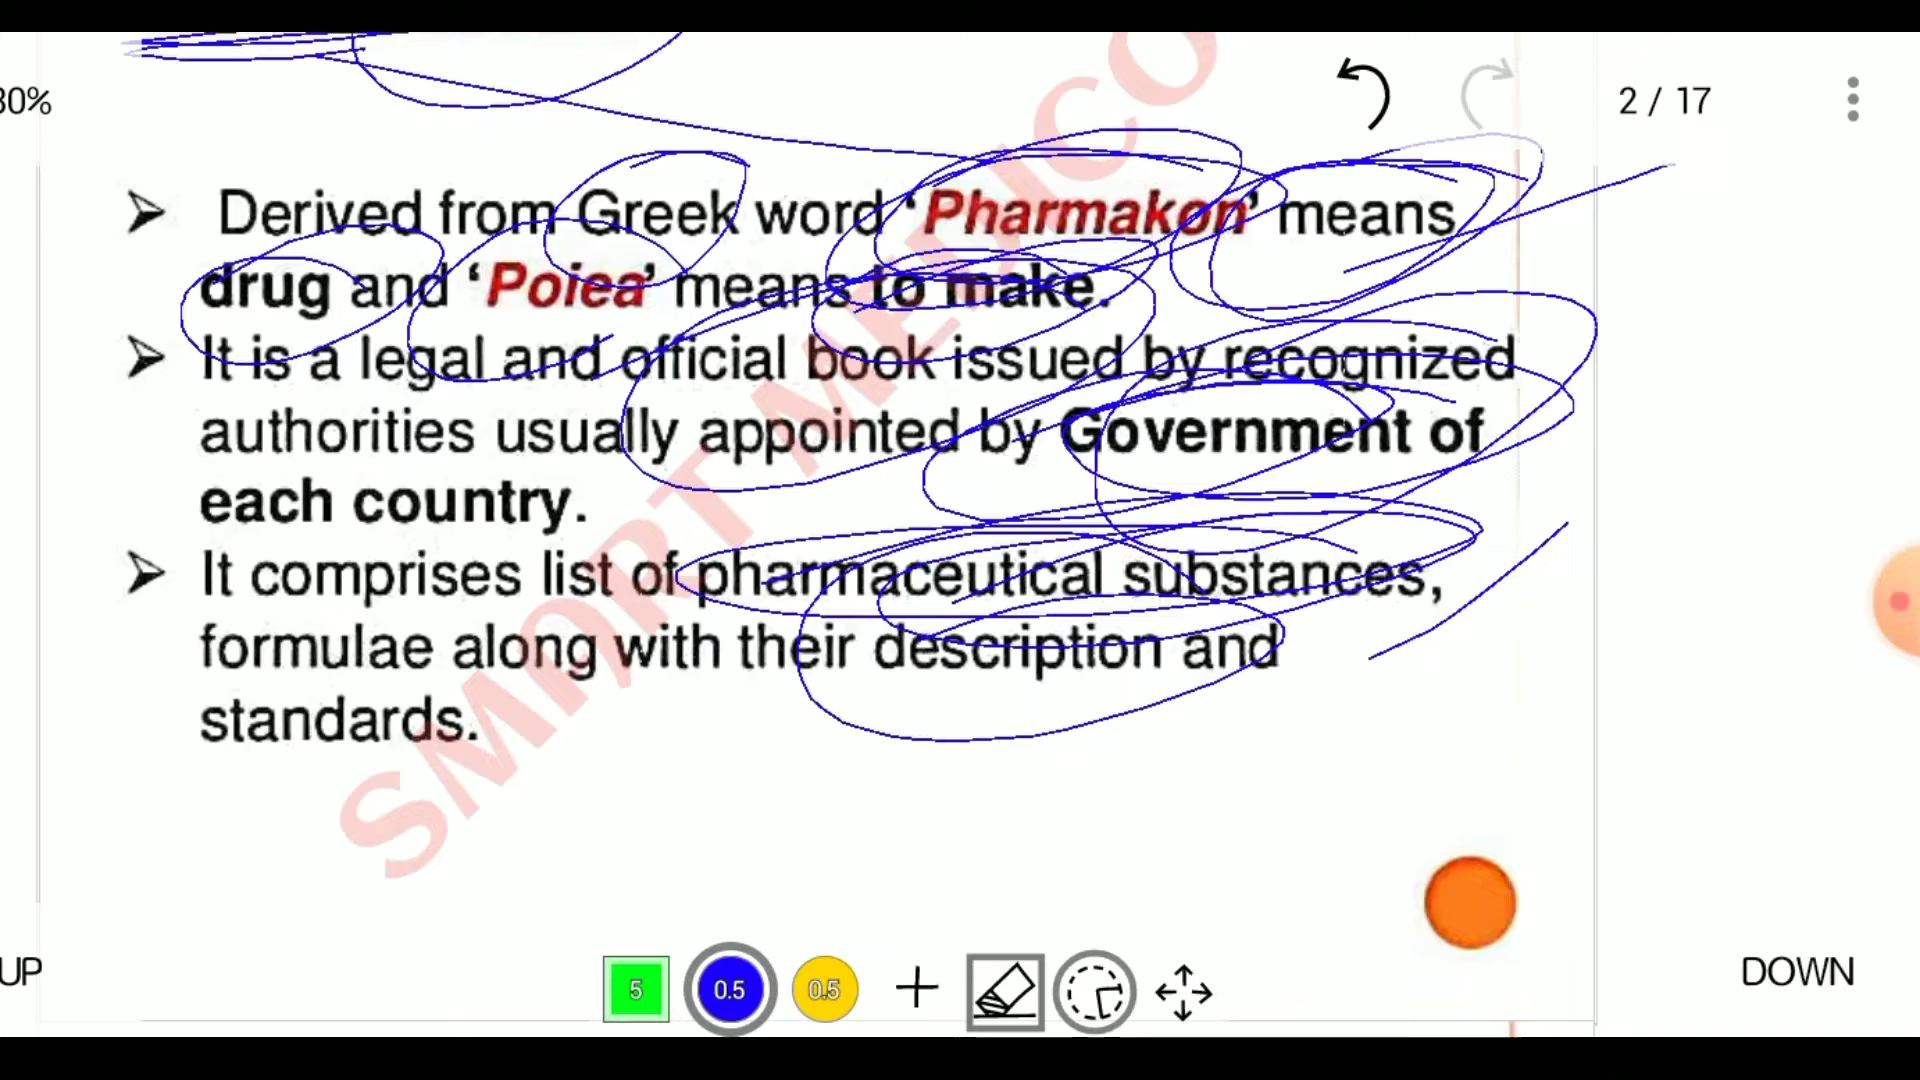 30%
2 / 17
➢ Derived from Greek word ‘Pharmakon’ means
drug and ‘Poiea’ means to make.
➢ It is a legal and official book issued by recognized
authorities usually appointed by Government of
each country.
➢ It comprises list of pharmaceutical substances,
formulae along with their description and
standards.
SMART MEDICO
UP
DOWN
5
0.5
0.5